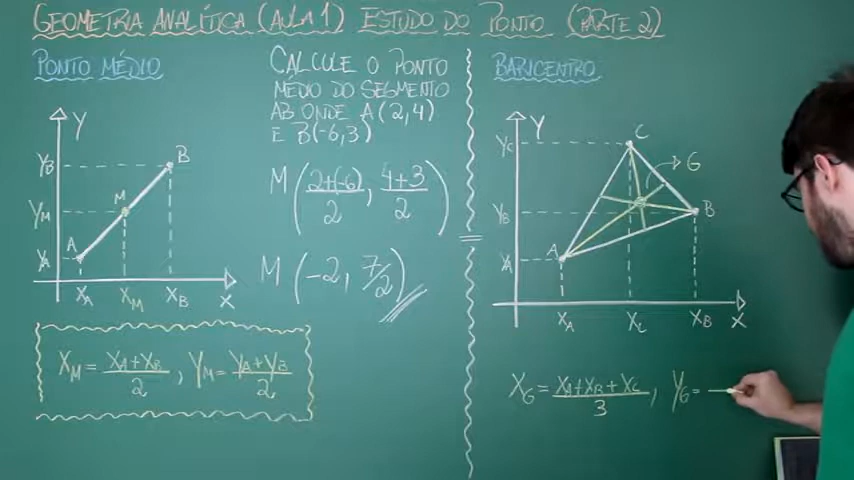 GEOMETRIA ANALÍTICA (AULA 1) ESTUDO DO PONTO (PARTE 2)
PONTO MÉDIO
Y
YB
B
M
YM
A
YA
XA XM XB X
XM = XA+XB/2 , YM = YA+YB/2
CALCULE O PONTO
MÉDIO DO SEGMENTO
AB ONDE A(2,4)
E B(-6,3)
M(2+(-6)/2, 4+3/2)
M(-2, 7/2)
BARICENTRO
Y
YC
C
G
YB
B
A
YA
XA XC XB X
XG = XA+XB+XC/3 , YG =